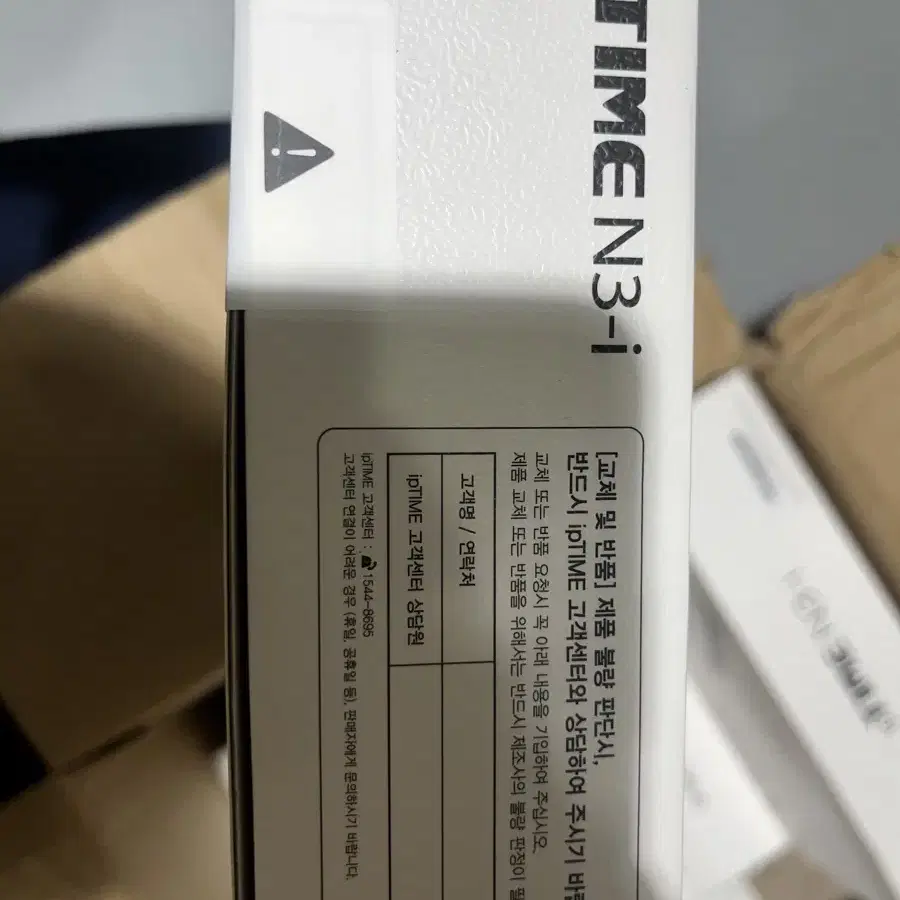 TIME N3-i
[교체 및 반품] 제품 불량 판단시,
반드시 ipTIME 고객센터와 상담하여 주시기
교체 또는 반품 요청시 꼭 아래 내용을 기입하여 주십시오.
제품 교체 또는 반품을 위해서는 반드시 제조사의 불량 판정이
고객명 / 연락처
ipTIME 고객센터 상담원
ipTIME 고객센터 : 1544-8695
고객센터 연결이 어려운 경우 (휴일, 공휴일 등), 판매자에게 문의하시기 바랍니다.